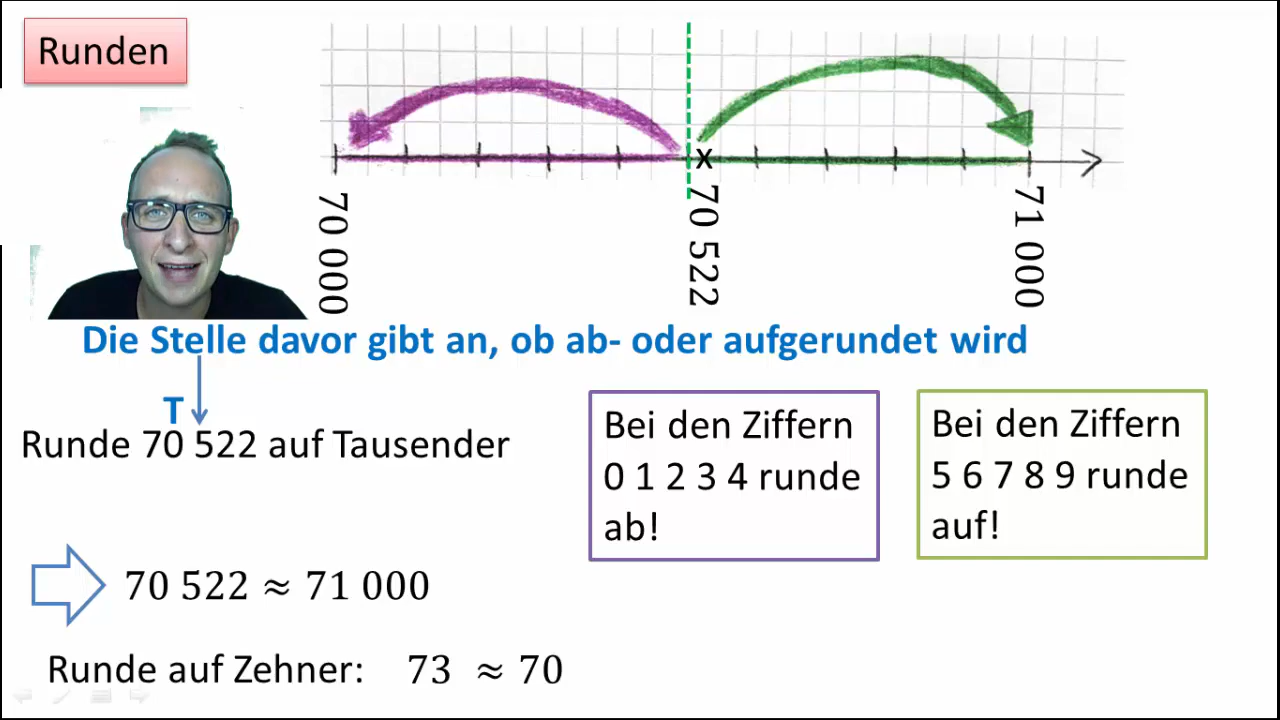 Runden
x
70 000
70 522
71 000
Die Stelle davor gibt an, ob ab- oder aufgerundet wird
T
Runde 70 522 auf Tausender
Bei den Ziffern
0 1 2 3 4 runde
ab!
Bei den Ziffern
5 6 7 8 9 runde
auf!
70 522 ≈ 71 000
Runde auf Zehner: 73 ≈ 70